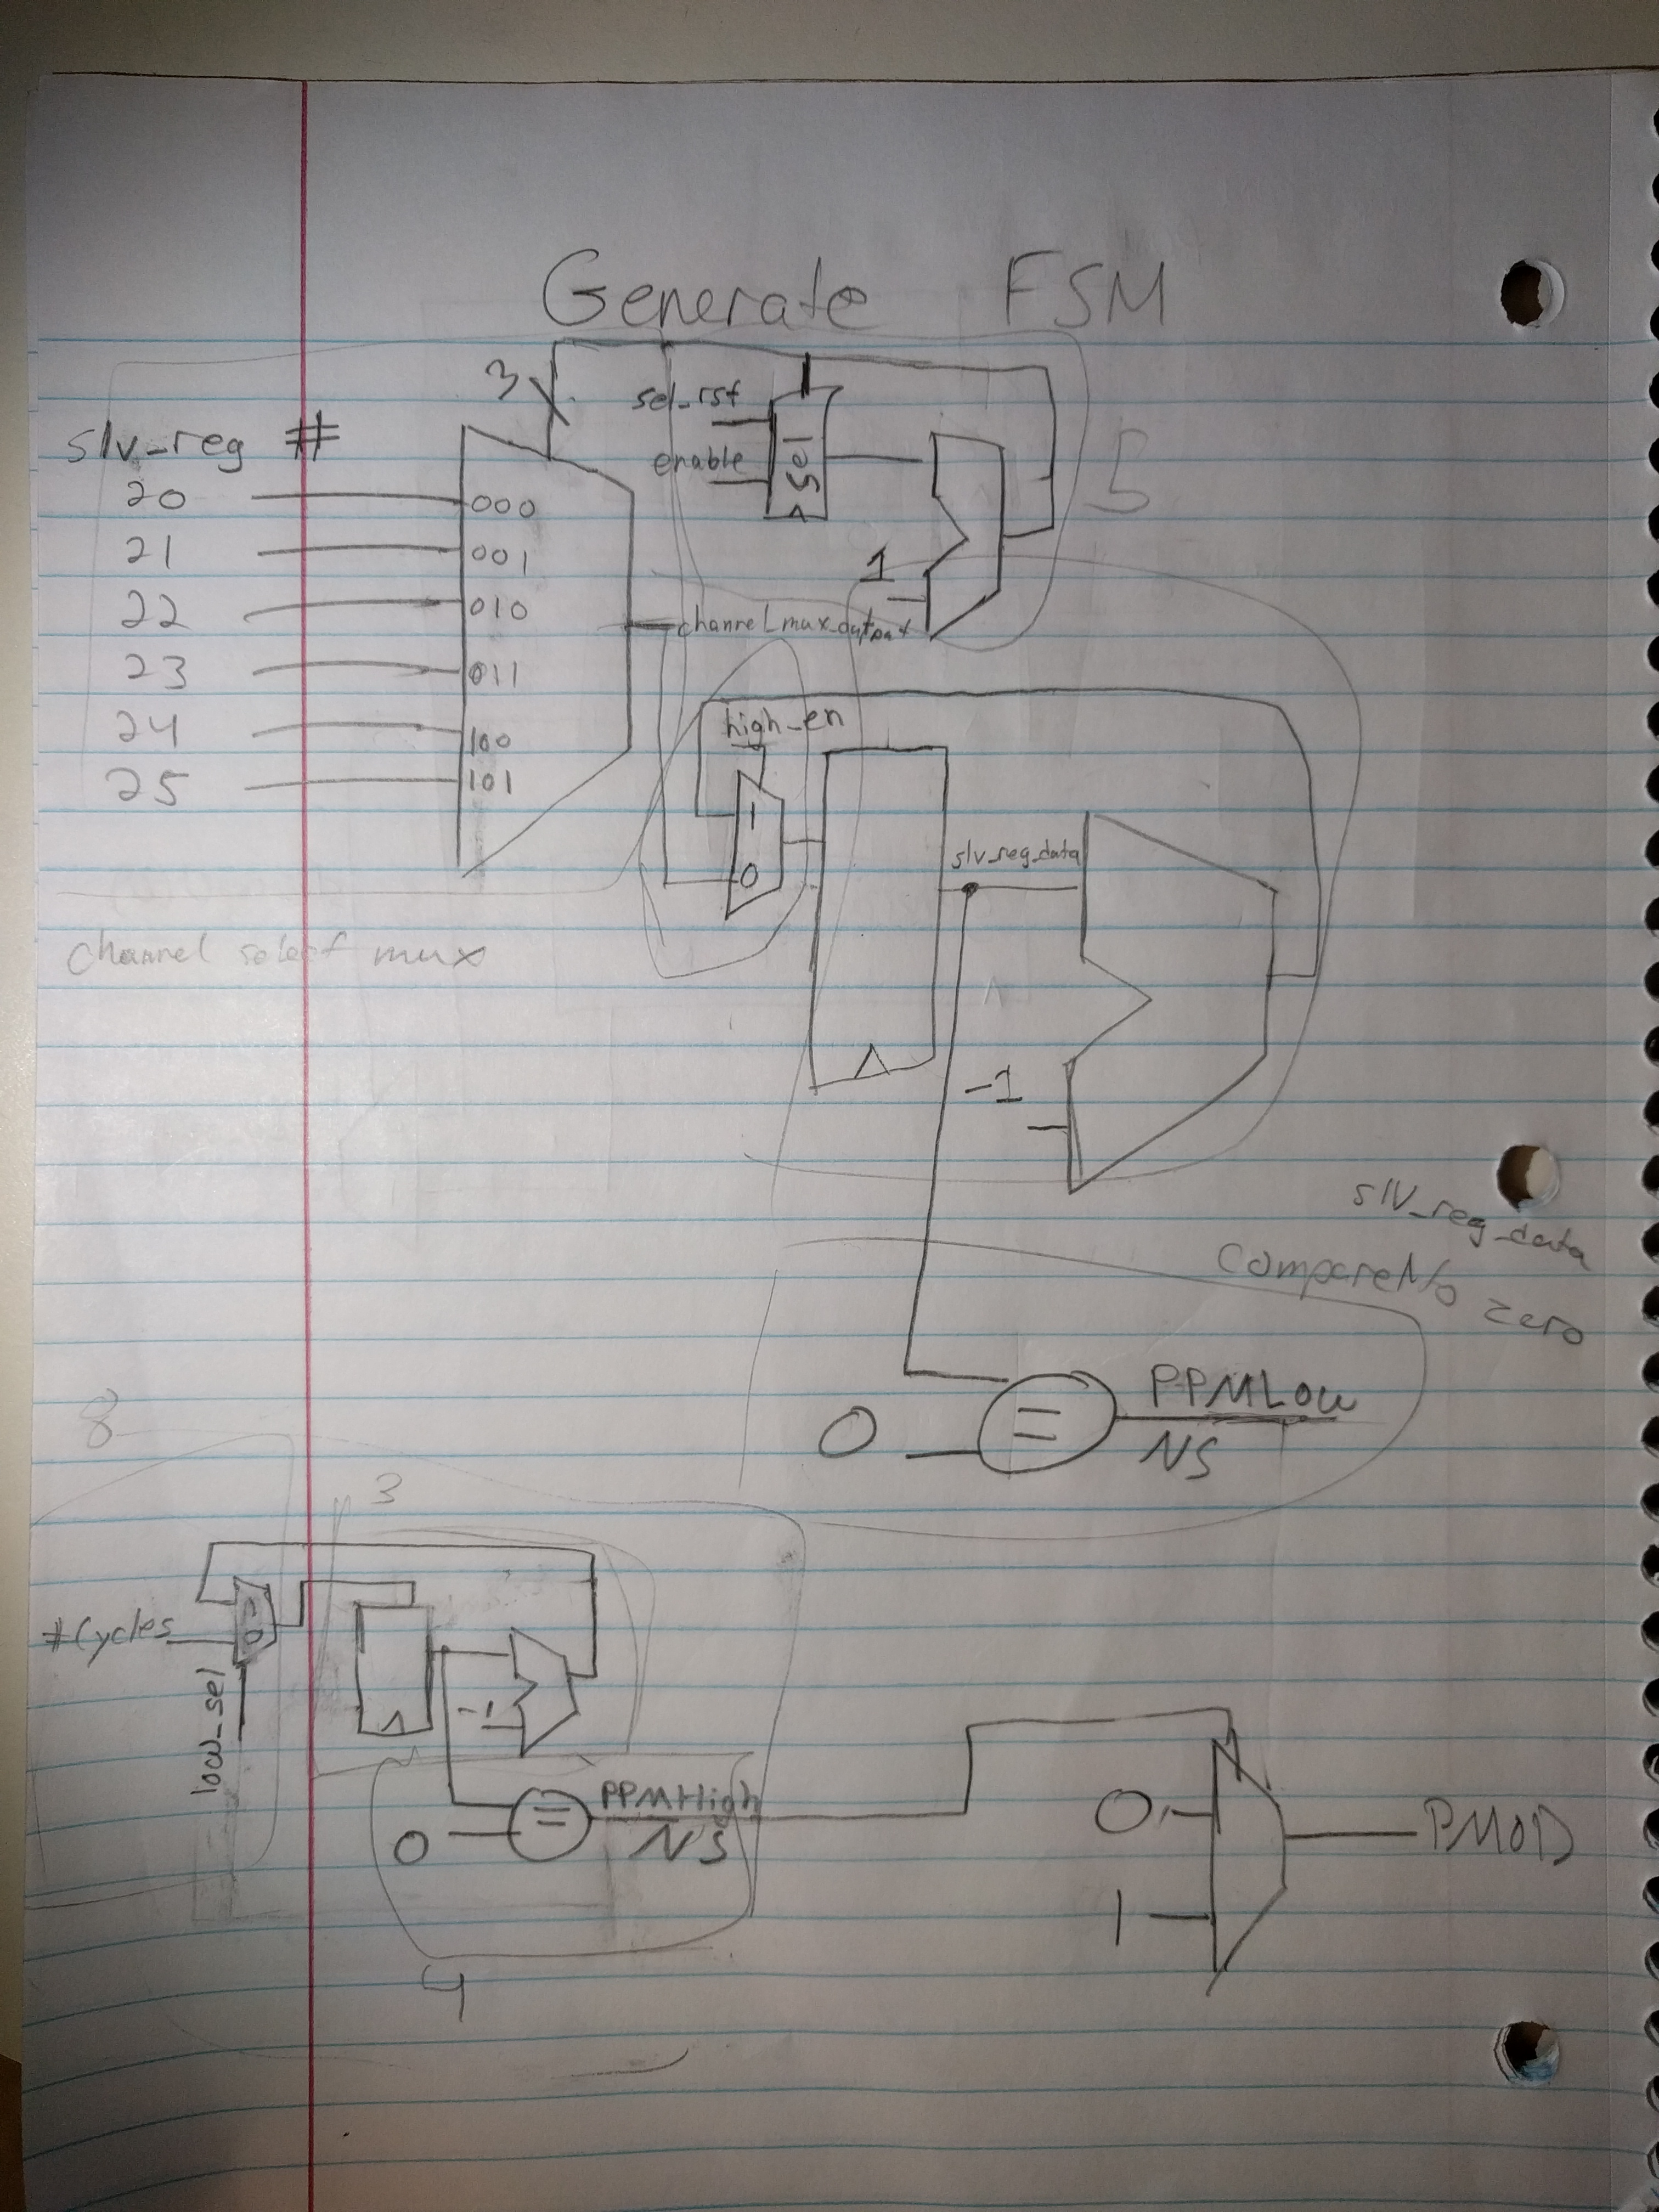 Generate FSM
3
sel_rst
slv_reg #
enable
Sel
5
20
000
21
001
1
22
010
channel_mux_output
23
011
24
100
25
101
high_en
1
0
slv_reg_data
channel select mux
-1
slv_reg_data
Compare to zero
PPMLow
NS
0
=
8
3
#Cycles
1
0
low_sel
-1
PPMHigh
NS
0
=
0
1
PMOD
4